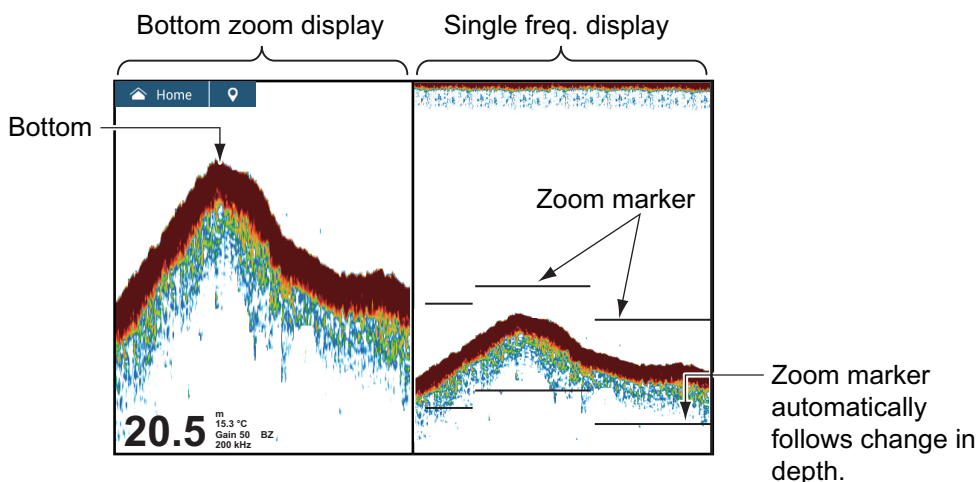 Bottom zoom display
Single freq. display
Home
Bottom
Zoom marker
20.5
m
15.3 °C
Gain 50 BZ
200 kHz
Zoom marker
automatically
follows change in
depth.